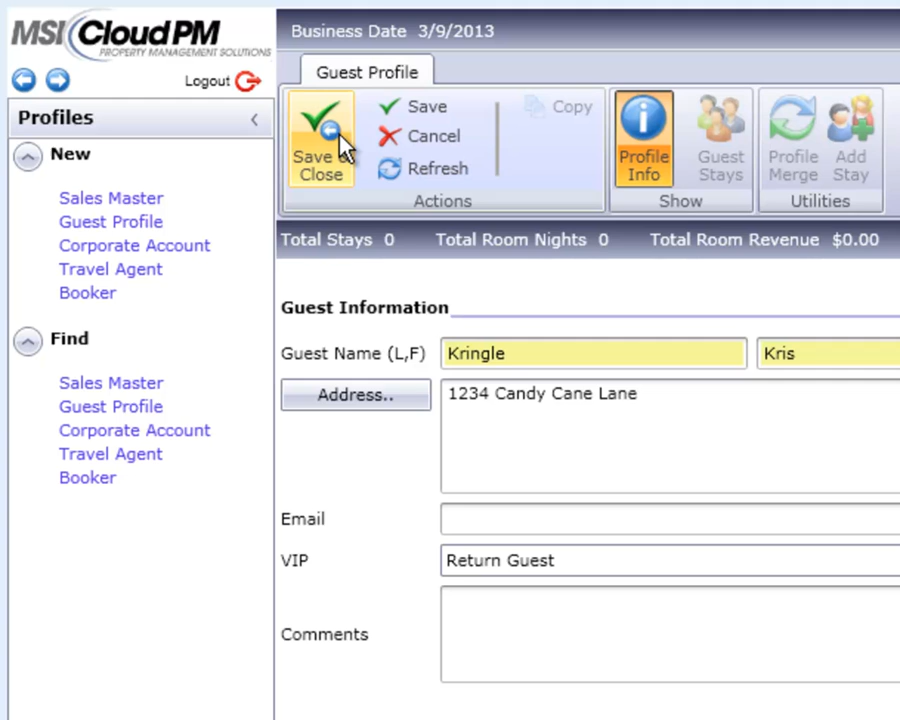 MSI CloudPM
PROPERTY MANAGEMENT SOLUTIONS
Logout
Profiles
New
Sales Master
Guest Profile
Corporate Account
Travel Agent
Booker
Find
Sales Master
Guest Profile
Corporate Account
Travel Agent
Booker
Business Date 3/9/2013
Guest Profile
Save &
Close
Save
Cancel
Refresh
Copy
Actions
Profile
Info
Guest
Stays
Show
Profile
Merge
Add
Stay
Utilities
Total Stays 0 Total Room Nights 0 Total Room Revenue $0.00
Guest Information
Guest Name (L,F) Kringle Kris
Address.. 1234 Candy Cane Lane
Email
VIP Return Guest
Comments